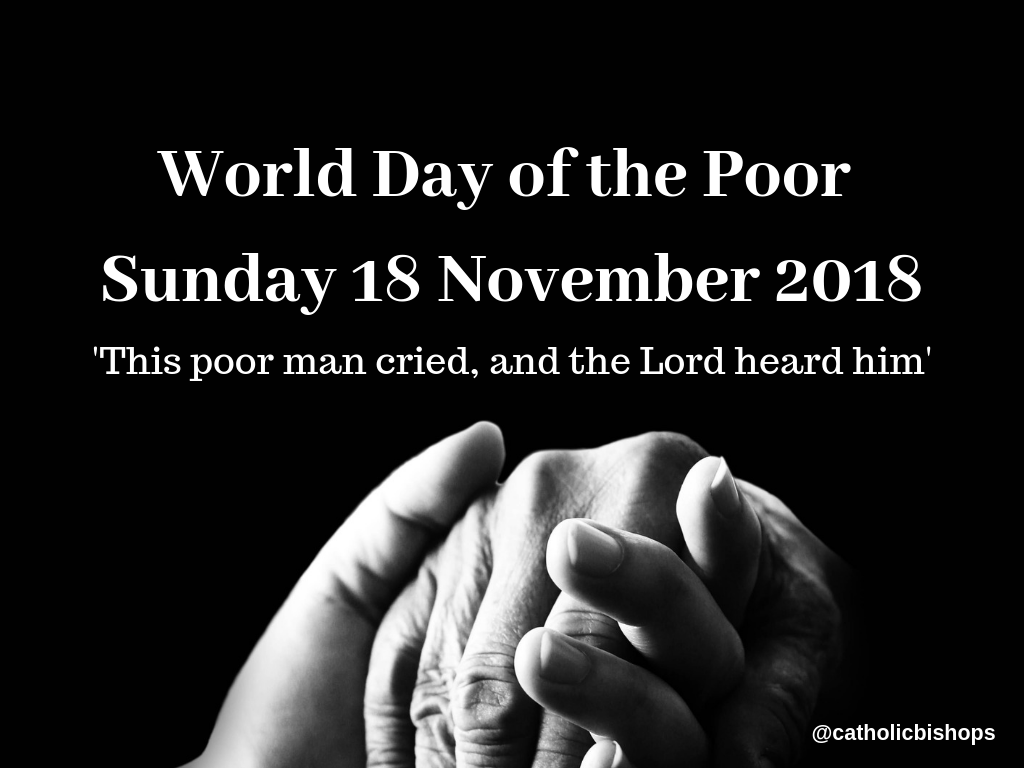 World Day of the Poor
Sunday 18 November 2018
'This poor man cried, and the Lord heard him'
@catholicbishops